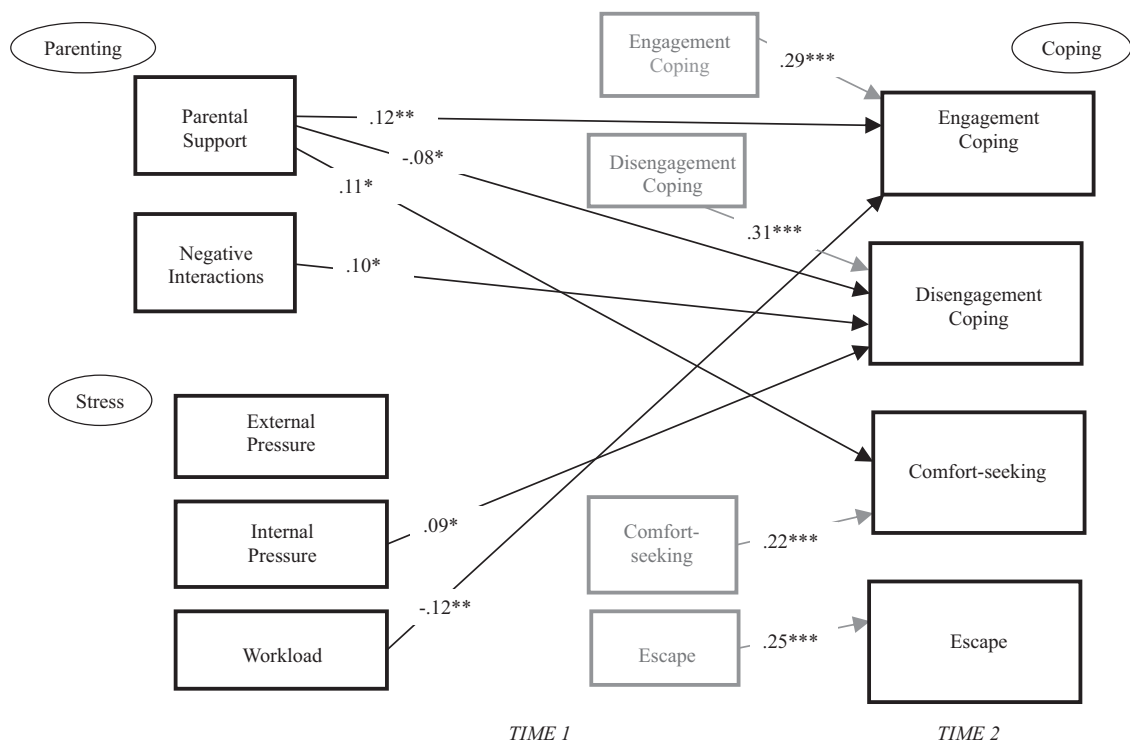 Parenting
Engagement
Coping
Coping
.29***
Parental
Support
.12**
Engagement
Coping
-.08*
Disengagement
Coping
.11*
.31***
Negative
Interactions
.10*
Disengagement
Coping
Stress
External
Pressure
Comfort-seeking
Internal
Pressure
.09*
Comfort-
seeking
.22***
-.12**
Workload
Escape
.25***
Escape
TIME 1
TIME 2